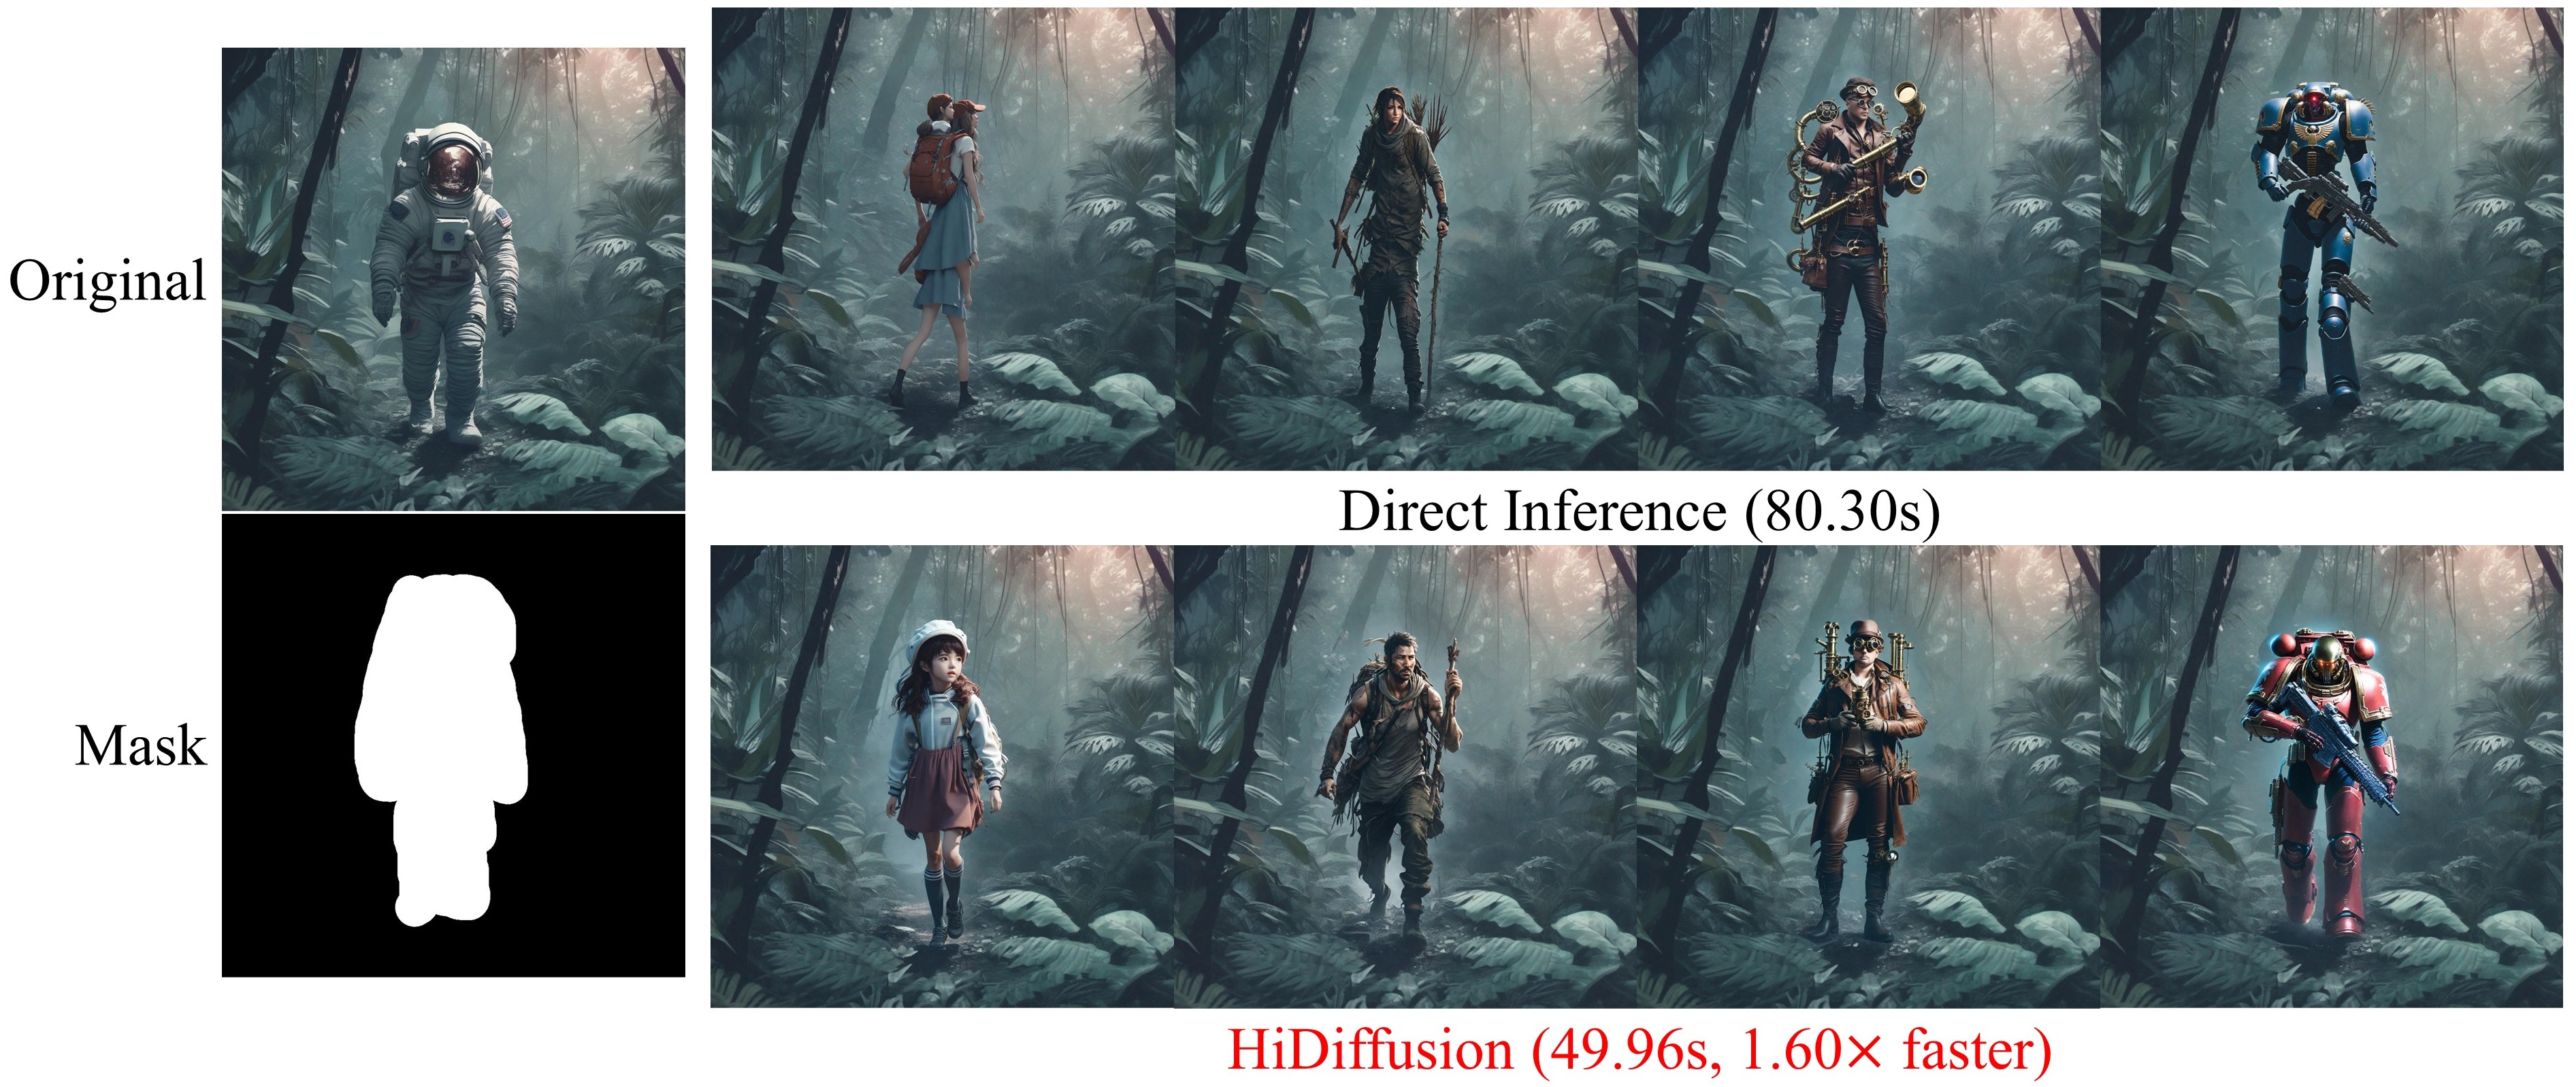 Original
Direct Inference (80.30s)
Mask
HiDiffusion (49.96s, 1.60× faster)